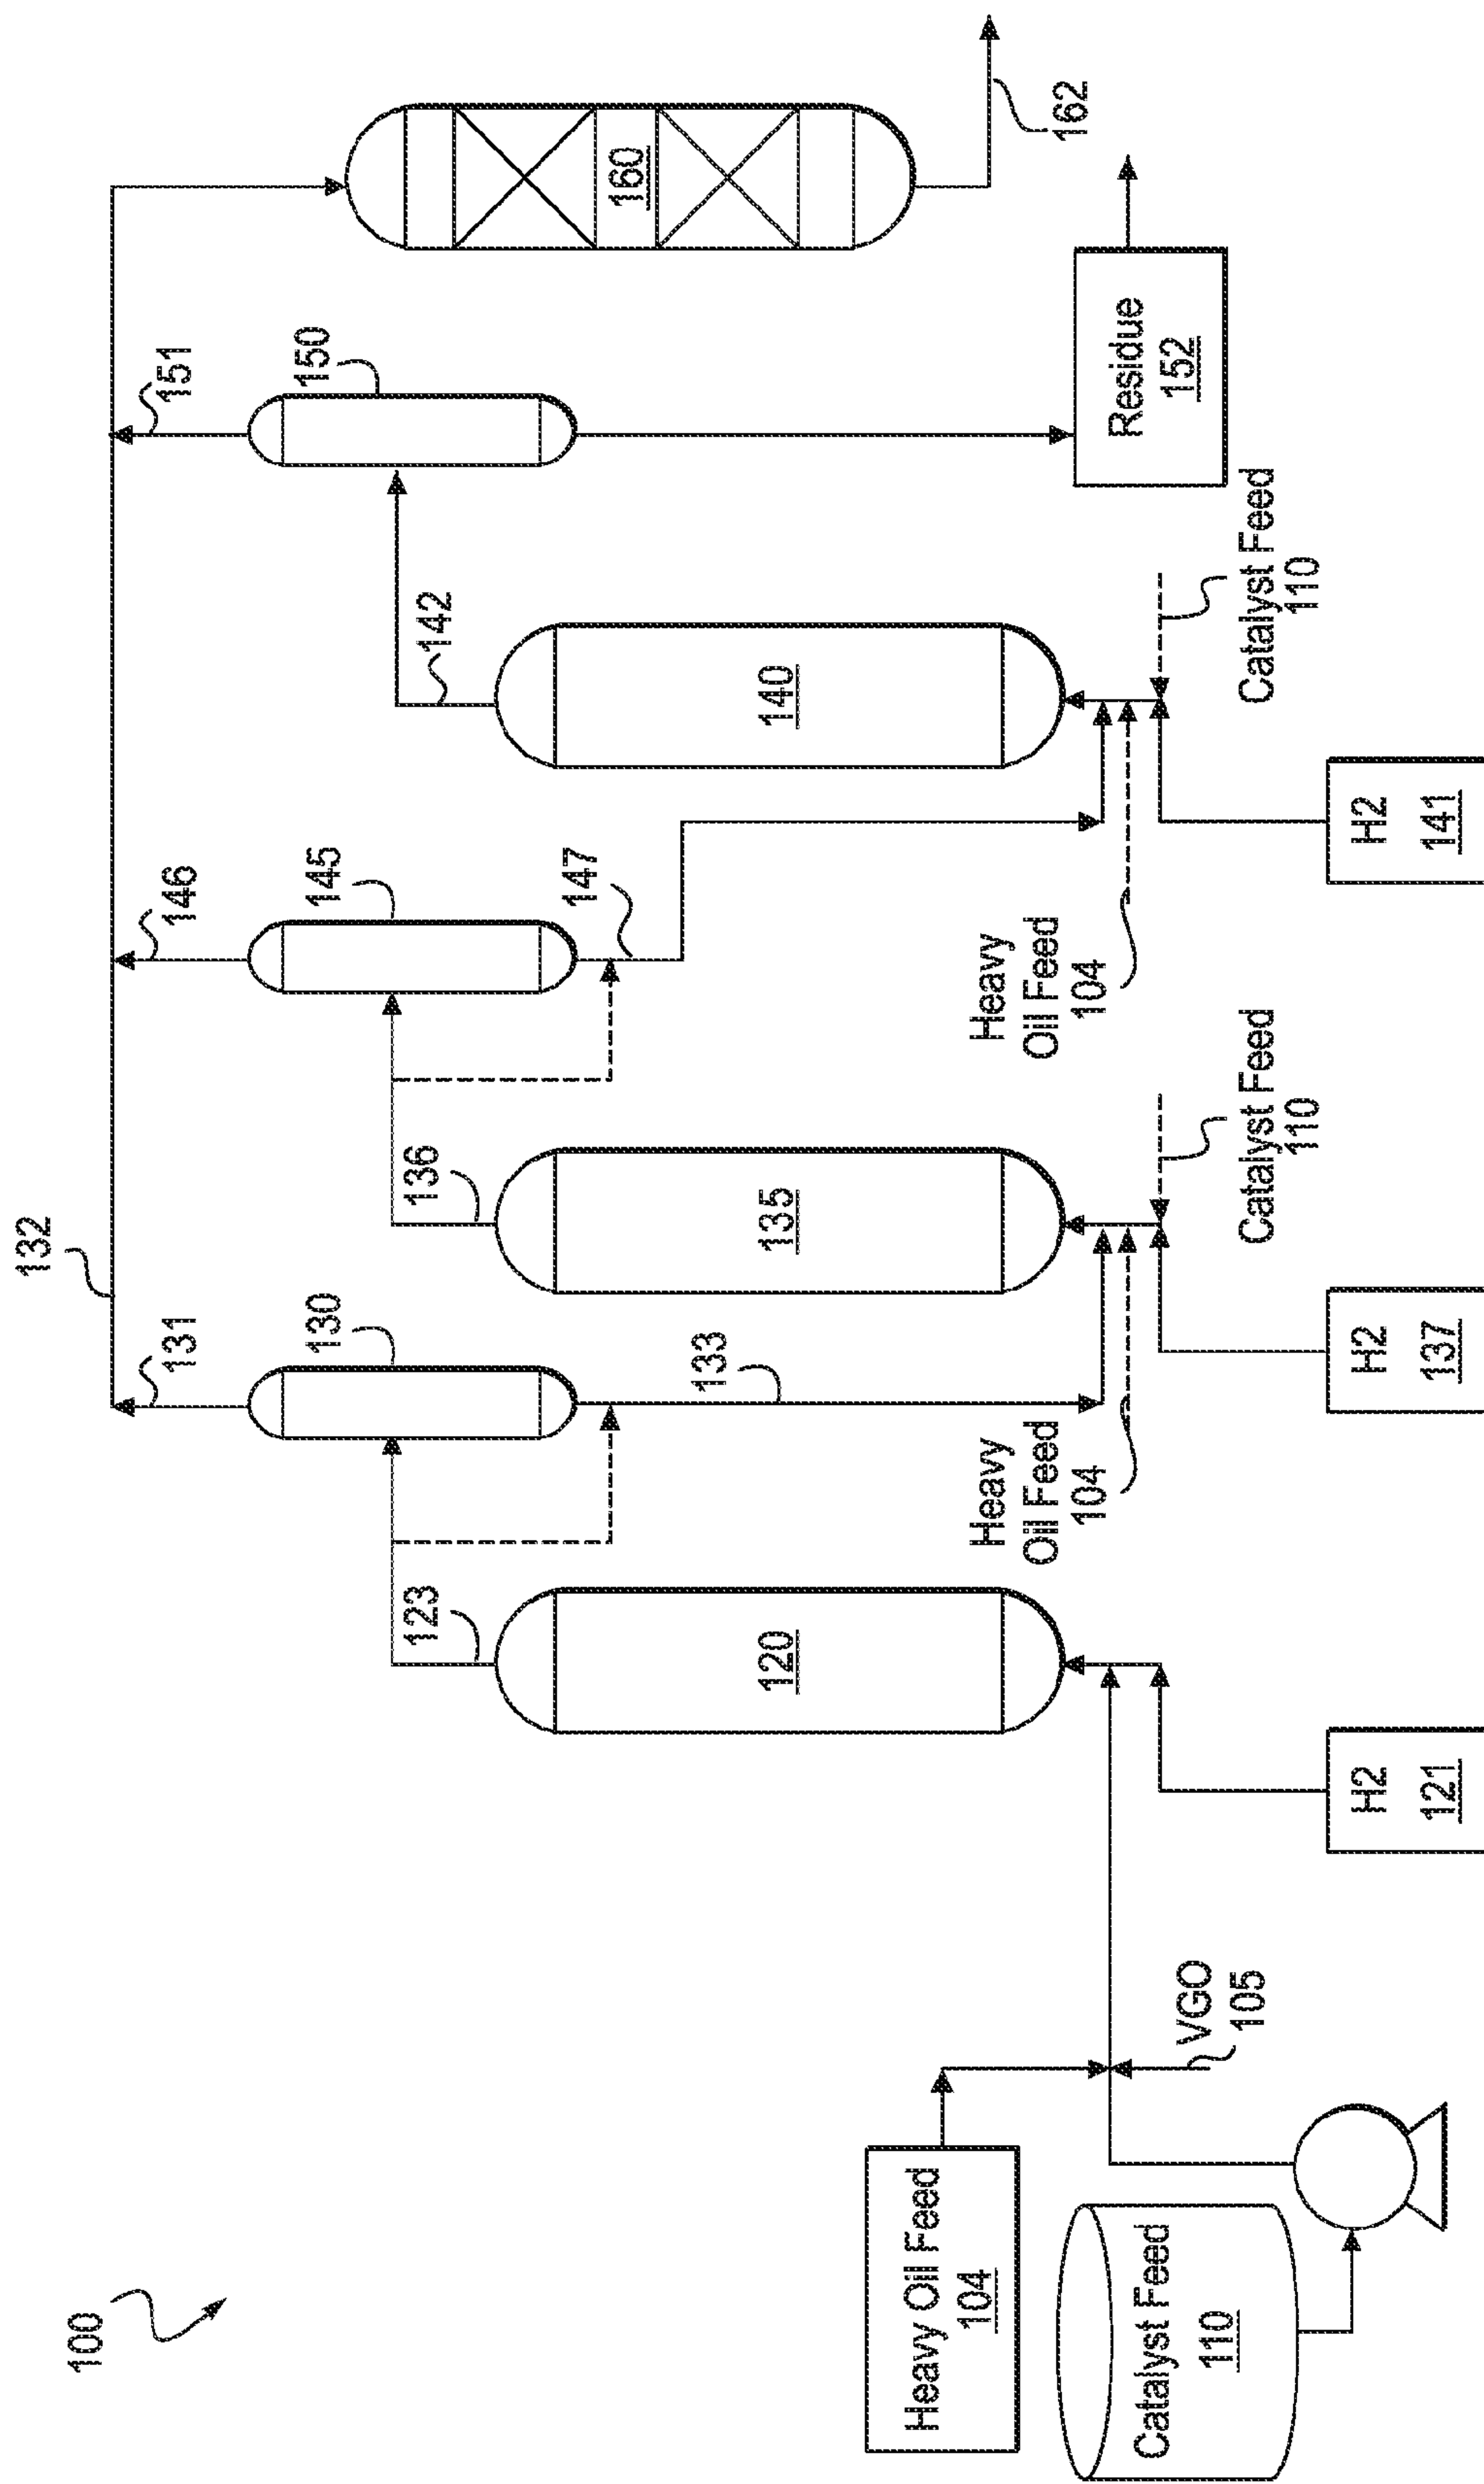 100
132
131
146
151
130
145
150
123
136
142
133
147
120
135
140
160
162
Residue
152
Heavy Oil Feed
104
Heavy
Oil Feed
104
Heavy
Oil Feed
104
Catalyst Feed
110
VGO
105
Catalyst Feed
110
Catalyst Feed
110
H2
121
H2
137
H2
141